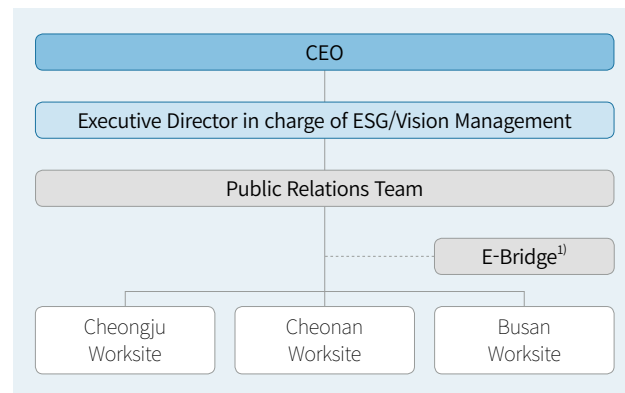 CEO
Executive Director in charge of ESG/Vision Management
Public Relations Team
E-Bridge1)
Cheongju
Worksite
Cheonan
Worksite
Busan
Worksite